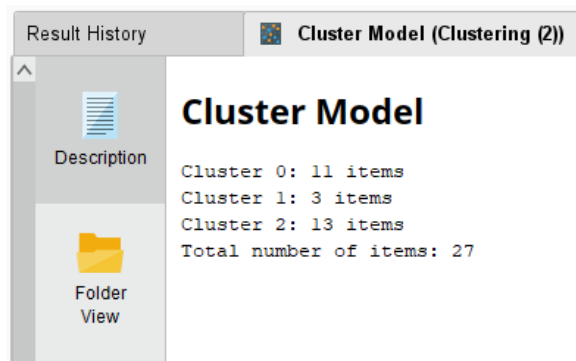 Result History
Cluster Model (Clustering (2))
Description
Folder
View
Cluster Model
Cluster 0: 11 items
Cluster 1: 3 items
Cluster 2: 13 items
Total number of items: 27